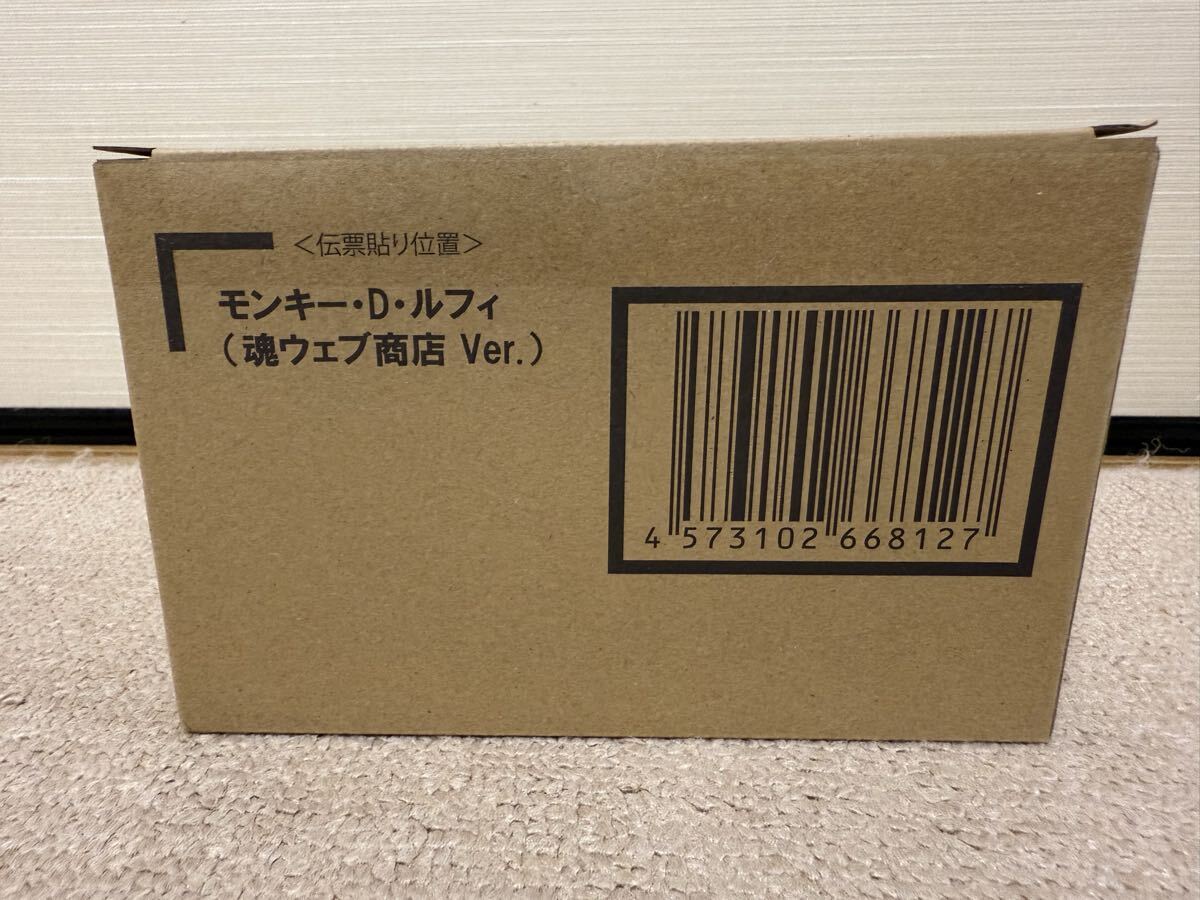 ＜伝票貼り位置＞
モンキー・D・ルフィ
（魂ウェブ商店 Ver.）
4 573102 668127